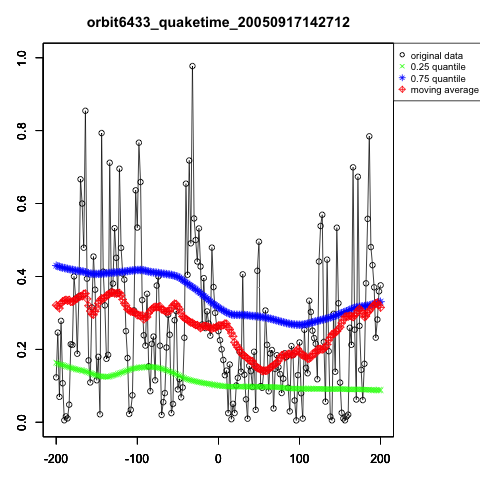 orbit6433_quaketime_20050917142712
original data
0.25 quantile
0.75 quantile
moving average
1.0
0.8
0.6
0.4
0.2
0.0
-200 -100 0 100 200